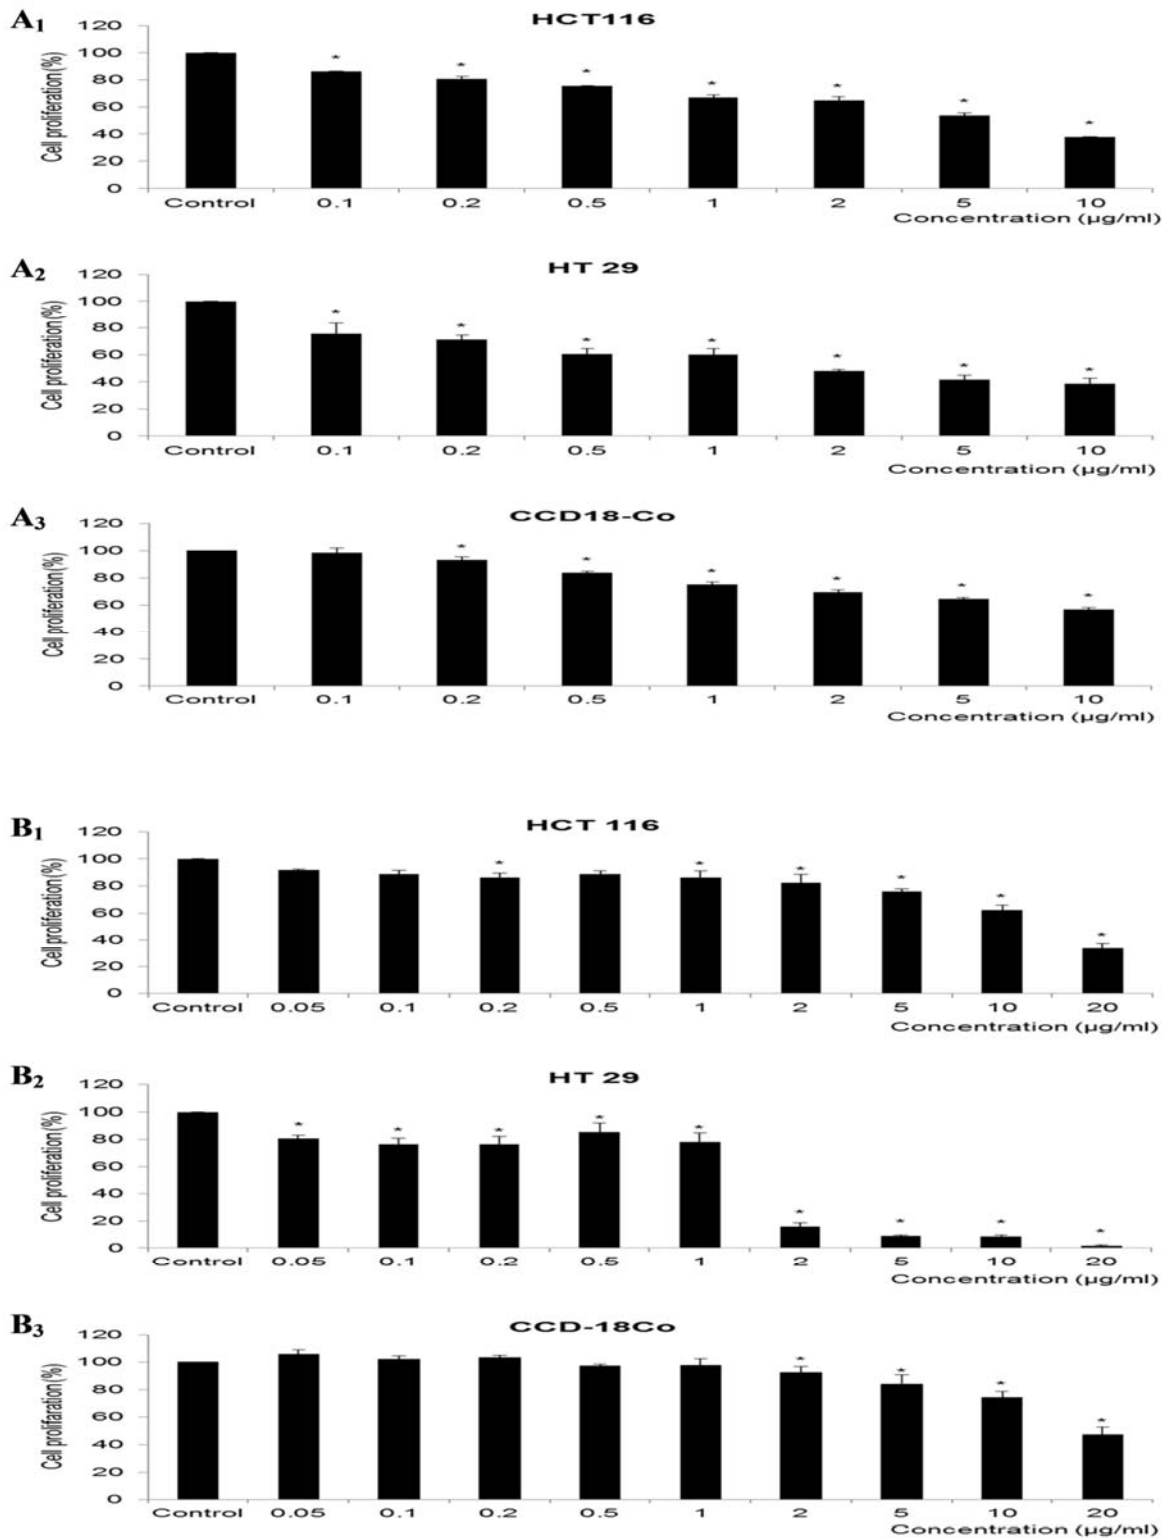 A1
HCT116
Cell proliferation (%)
120
100
80
60
40
20
0
* * * * * * *
Control 0.1 0.2 0.5 1 2 5 10
Concentration (µg/ml)
A2
HT 29
Cell proliferation (%)
120
100
80
60
40
20
0
* * * * * * *
Control 0.1 0.2 0.5 1 2 5 10
Concentration (µg/ml)
A3
CCD18-Co
Cell proliferation (%)
120
100
80
60
40
20
0
* * * * * *
Control 0.1 0.2 0.5 1 2 5 10
Concentration (µg/ml)
B1
HCT 116
Cell proliferation (%)
120
100
80
60
40
20
0
* * * * * *
Control 0.05 0.1 0.2 0.5 1 2 5 10 20
Concentration (µg/ml)
B2
HT 29
Cell proliferation (%)
120
100
80
60
40
20
0
* * * * * * * * *
Control 0.05 0.1 0.2 0.5 1 2 5 10 20
Concentration (µg/ml)
B3
CCD-18Co
Cell prolifaration (%)
120
100
80
60
40
20
0
* * * *
Control 0.05 0.1 0.2 0.5 1 2 5 10 20
Concentration (µg/ml)